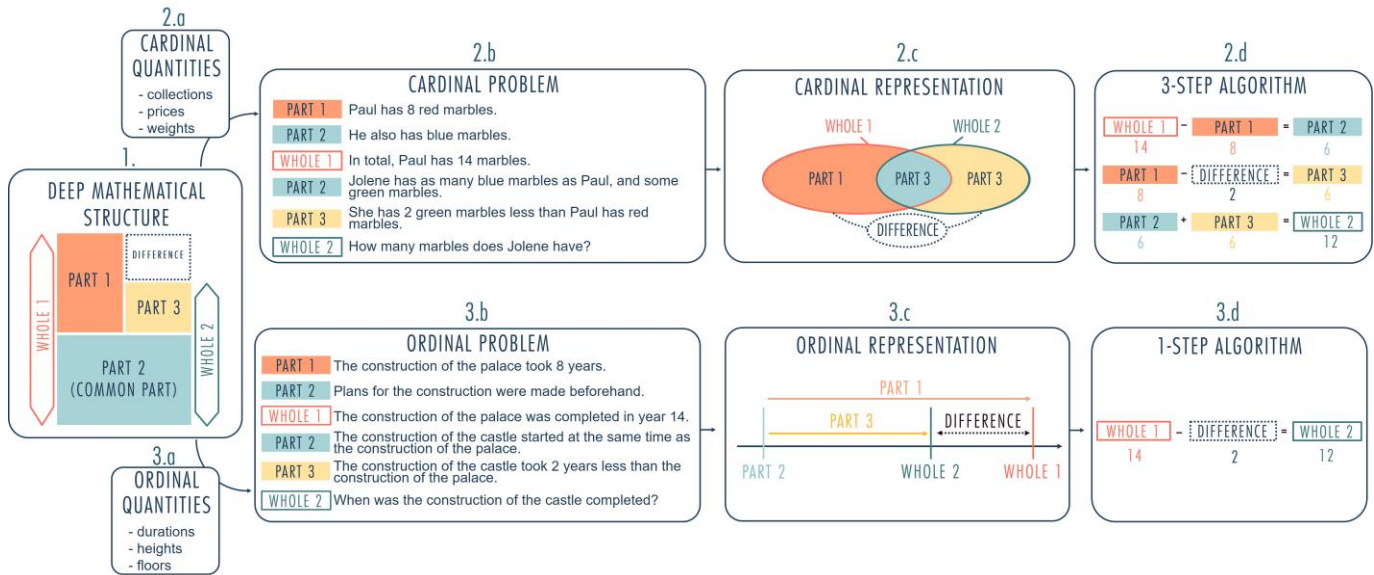 2.a
CARDINAL
QUANTITIES
- collections
- prices
- weights
1.
DEEP MATHEMATICAL
STRUCTURE
WHOLE 1
PART 1
DIFFERENCE
PART 3
PART 2
(COMMON PART)
WHOLE 2
3.a
ORDINAL
QUANTITIES
- durations
- heights
- floors
2.b
CARDINAL PROBLEM
PART 1 Paul has 8 red marbles.
PART 2 He also has blue marbles.
WHOLE 1 In total, Paul has 14 marbles.
PART 2 Jolene has as many blue marbles as Paul, and some
green marbles.
PART 3 She has 2 green marbles less than Paul has red
marbles.
WHOLE 2 How many marbles does Jolene have?
2.c
CARDINAL REPRESENTATION
WHOLE 1 WHOLE 2
PART 1 PART 3 PART 3
DIFFERENCE
2.d
3-STEP ALGORITHM
WHOLE 1 - PART 1 = PART 2
14 8 6
PART 1 - DIFFERENCE = PART 3
8 2 6
PART 2 + PART 3 = WHOLE 2
6 6 12
3.b
ORDINAL PROBLEM
PART 1 The construction of the palace took 8 years.
PART 2 Plans for the construction were made beforehand.
WHOLE 1 The construction of the palace was completed in year 14.
PART 2 The construction of the castle started at the same time as
the construction of the palace.
PART 3 The construction of the castle took 2 years less than the
construction of the palace.
WHOLE 2 When was the construction of the castle completed?
3.c
ORDINAL REPRESENTATION
PART 1
PART 3 DIFFERENCE
PART 2 WHOLE 2 WHOLE 1
3.d
1-STEP ALGORITHM
WHOLE 1 - DIFFERENCE = WHOLE 2
14 2 12